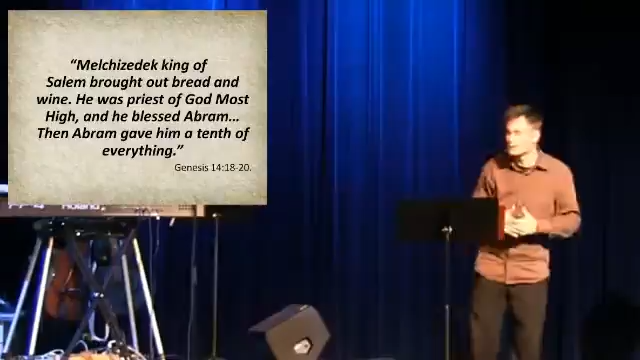 “Melchizedek king of
Salem brought out bread and
wine. He was priest of God Most
High, and he blessed Abram…
Then Abram gave him a tenth of
everything.”
Genesis 14:18-20.
Roland